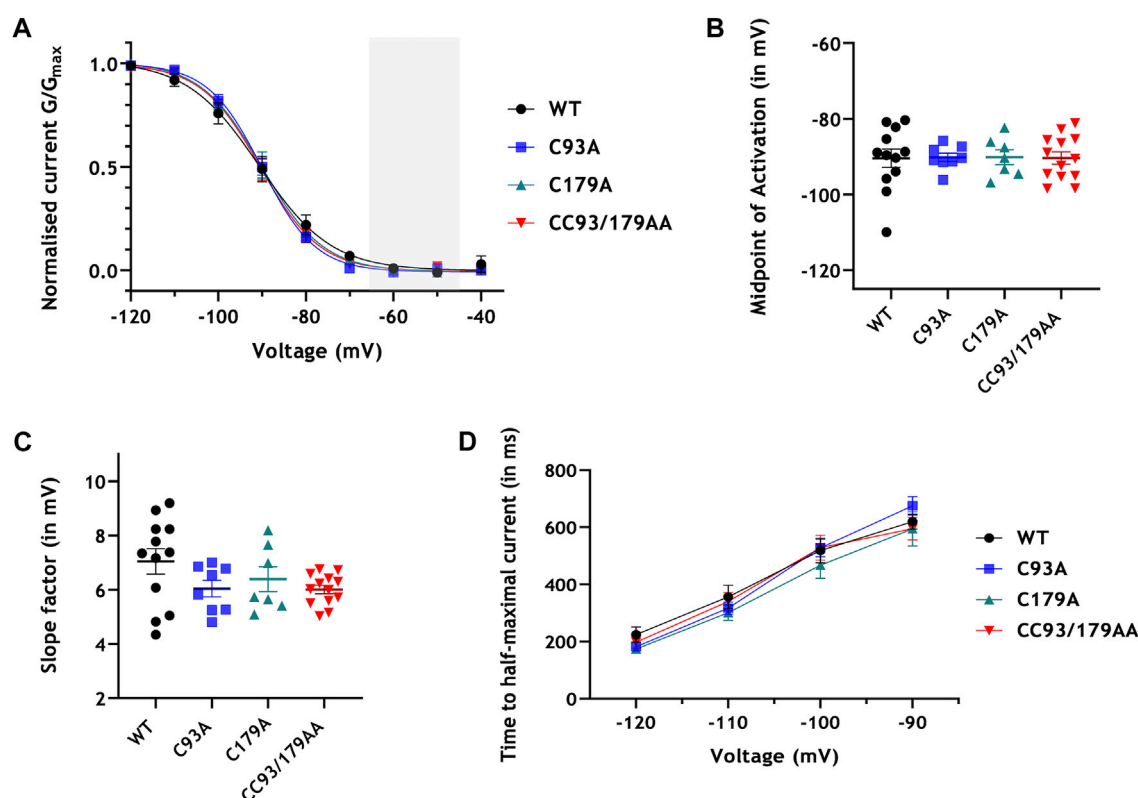 A
Normalised current G/Gmax
1.0
0.5
0.0
-120
-100
-80
-60
-40
Voltage (mV)
WT
C93A
C179A
CC93/179AA
B
Midpoint of Activation (in mV)
-60
-80
-100
-120
WT
C93A
C179A
CC93/179AA
C
Slope factor (in mV)
10
8
6
4
2
WT
C93A
C179A
CC93/179AA
D
Time to half-maximal current (in ms)
800
600
400
200
0
-120
-110
-100
-90
Voltage (mV)
WT
C93A
C179A
CC93/179AA